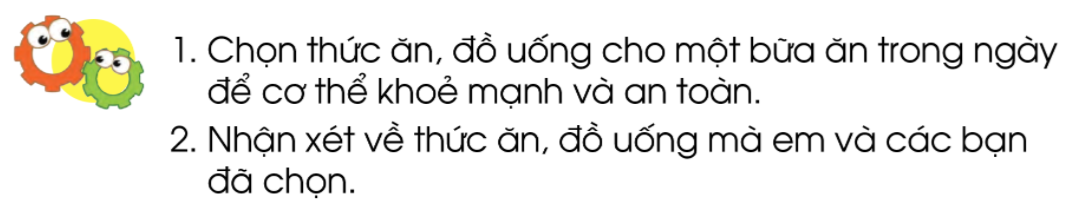 1. Chọn thức ăn, đồ uống cho một bữa ăn trong ngày
để cơ thể khoẻ mạnh và an toàn.
2. Nhận xét về thức ăn, đồ uống mà em và các bạn
đã chọn.